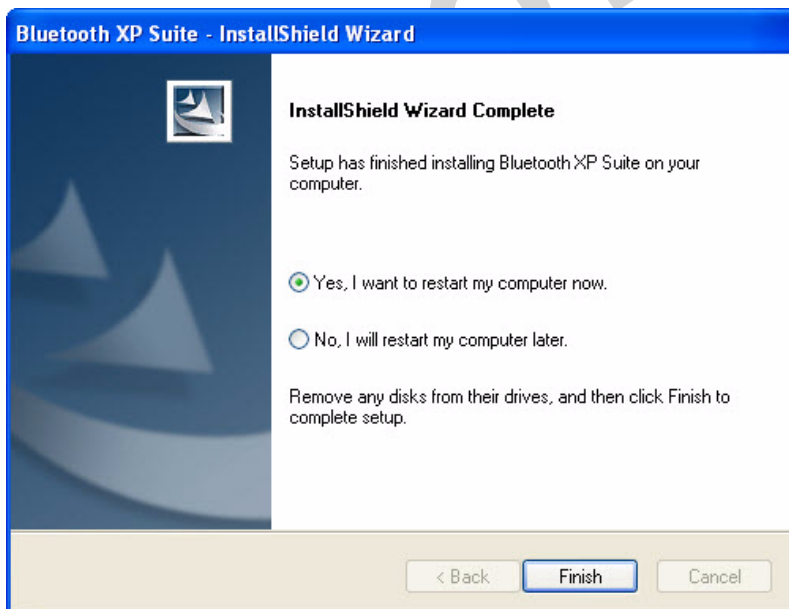 Bluetooth XP Suite - InstallShield Wizard
InstallShield Wizard Complete
Setup has finished installing Bluetooth XP Suite on your
computer.
Yes, I want to restart my computer now.
No, I will restart my computer later.
Remove any disks from their drives, and then click Finish to
complete setup.
< Back Finish Cancel